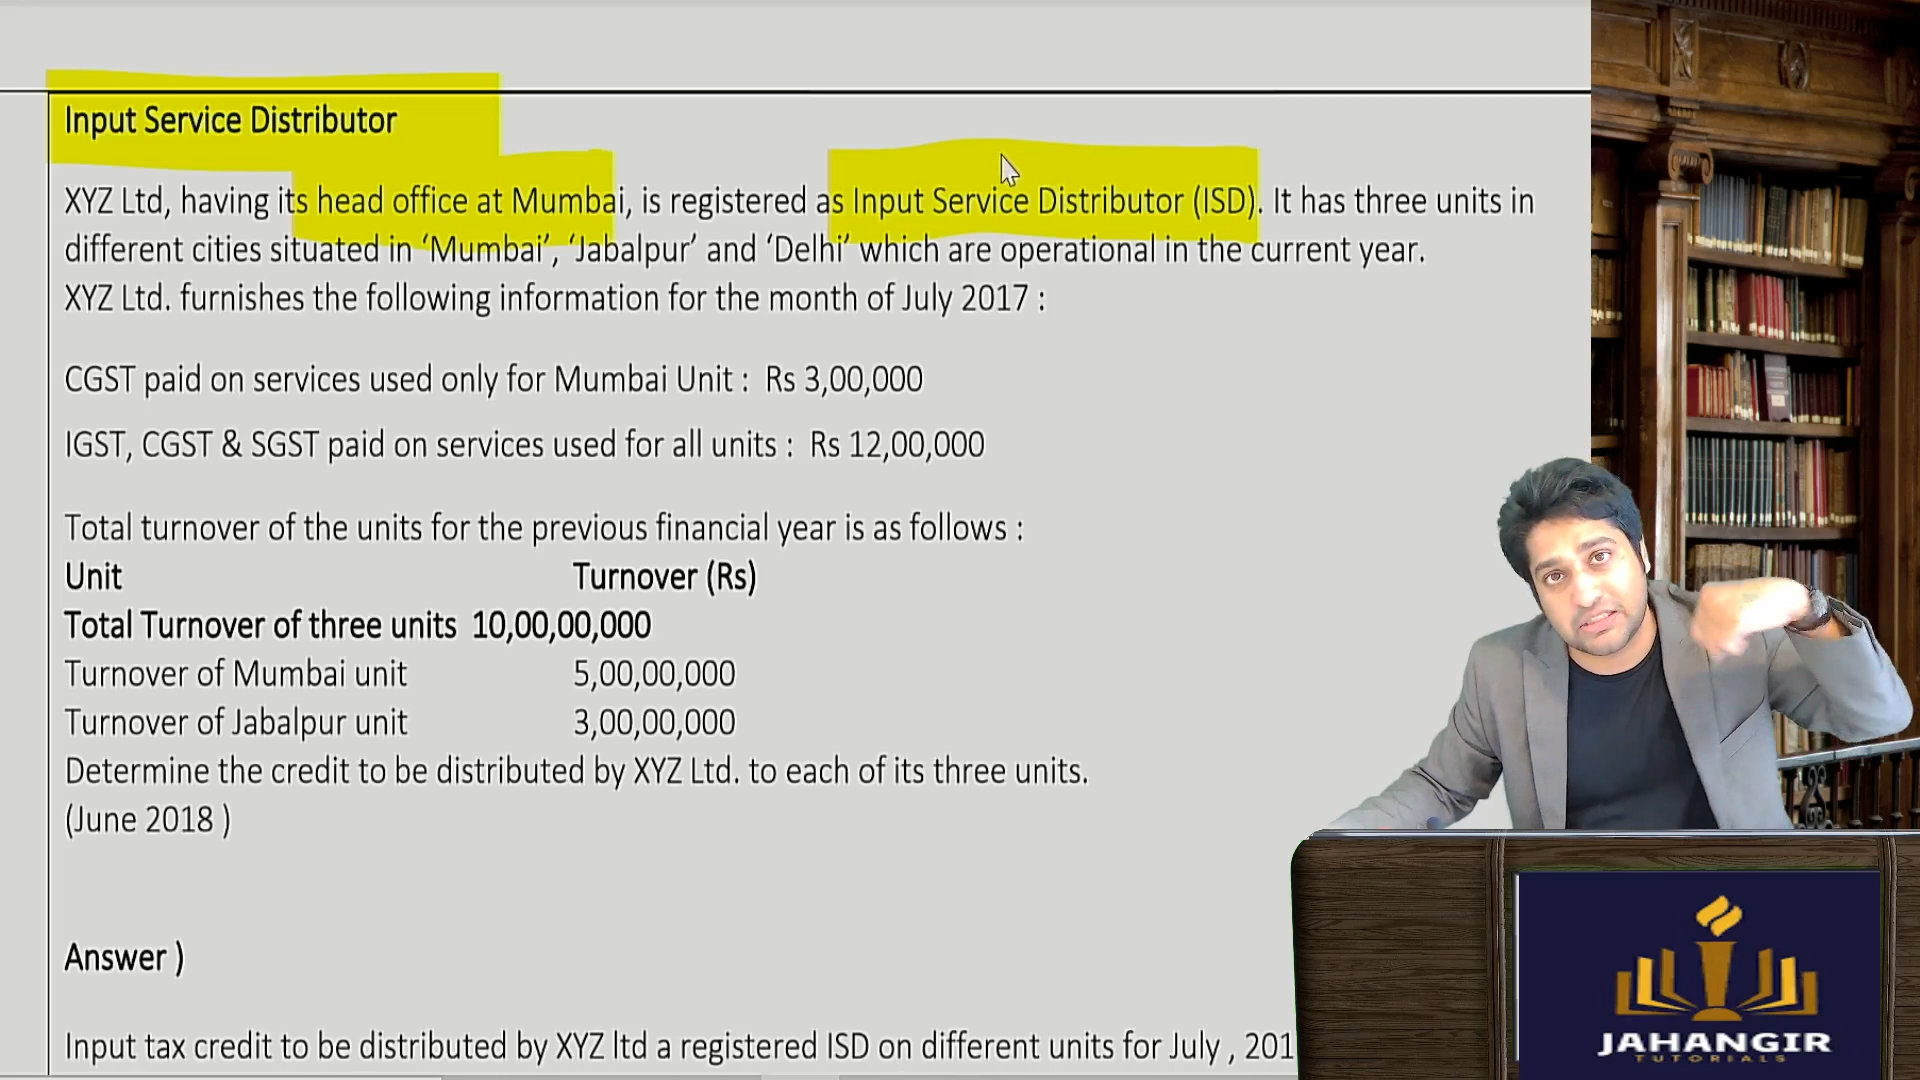 Input Service Distributor
XYZ Ltd, having its head office at Mumbai, is registered as Input Service Distributor (ISD). It has three units in
different cities situated in ‘Mumbai’, ‘Jabalpur’ and ‘Delhi’ which are operational in the current year.
XYZ Ltd. furnishes the following information for the month of July 2017 :
CGST paid on services used only for Mumbai Unit : Rs 3,00,000
IGST, CGST & SGST paid on services used for all units : Rs 12,00,000
Total turnover of the units for the previous financial year is as follows :
Unit Turnover (Rs)
Total Turnover of three units 10,00,00,000
Turnover of Mumbai unit 5,00,00,000
Turnover of Jabalpur unit 3,00,00,000
Determine the credit to be distributed by XYZ Ltd. to each of its three units.
(June 2018 )
Answer )
Input tax credit to be distributed by XYZ ltd a registered ISD on different units for July , 201
JAHANGIR
TUTORIALS